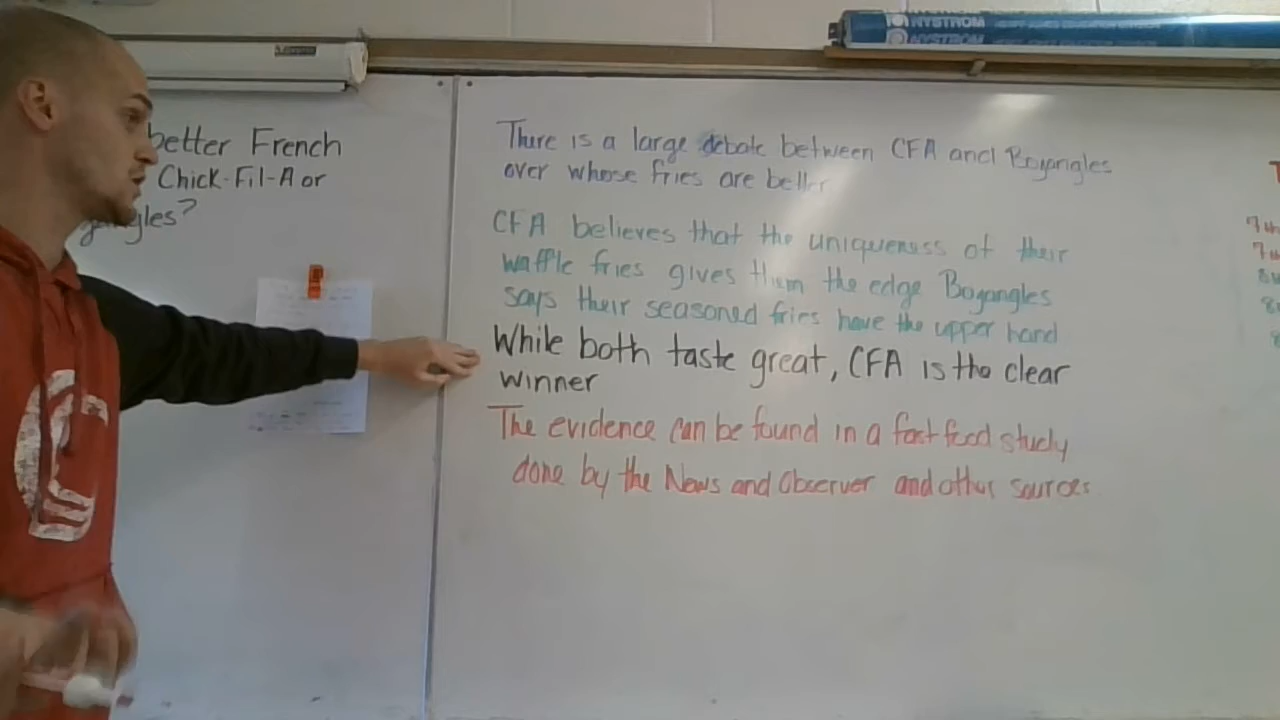 better French
Chick-Fil-A or
gles?
There is a large debate between CFA and Bojangles
over whose fries are better
CFA believes that the uniqueness of their
waffle fries gives them the edge Bojangles
says their seasoned fries have the upper hand
While both taste great, CFA is the clear
winner
The evidence can be found in a fast food study
done by the News and Observer and other sources
NYSTROM
NYSTROM
C